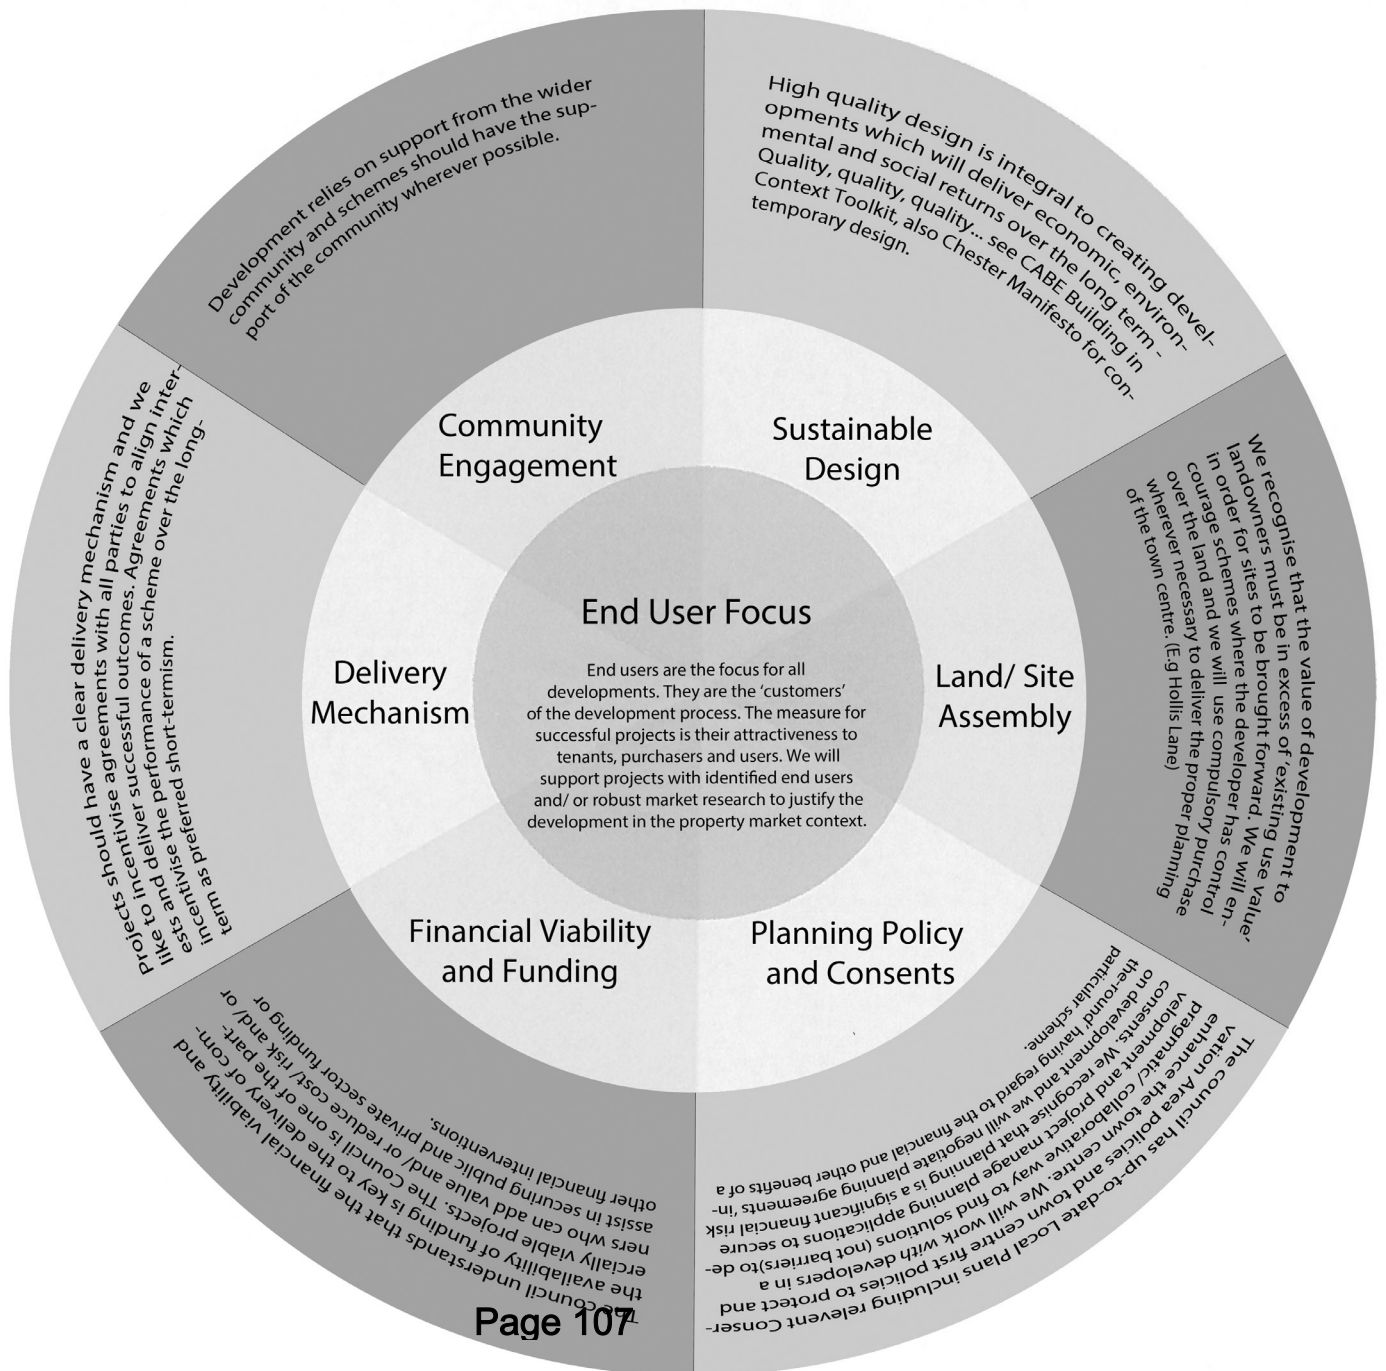 Development relies on support from the wider
community and schemes should have the sup-
port of the community wherever possible.
High quality design is integral to creating devel-
opments which will deliver economic, environ-
mental and social returns over the long term -
Quality, quality, quality... see CABE Building in
Context Toolkit, also Chester Manifesto for con-
temporary design.
We recognise that the value of development to
landowners must be in excess of 'existing use value'
in order for sites to be brought forward. We will en-
courage schemes where the developer has control
over the land and we will use compulsory purchase
wherever necessary to deliver the proper planning
of the town centre. (E.g Hollis Lane)
The council has up-to-date Local Plans including relevent Conser-
vation Area policies and town centre first policies to protect and
enhance the town centre. We will work with developers in a
pragmatic/ collaborative way to find solutions (not barriers)to de-
velopment and project manage planning applications to secure
consents. We recognise that planning is a significant financial risk
on development and we will negotiate planning agreements 'in-
the-round' having regard to the financial and other benefits of a
particular scheme.
The council understands that the financial viability and
the availability of funding is key to the delivery of com-
ercially viable projects. The Council is one of the part-
ners who can add value and/ or reduce cost/ risk and/ or
assist in securing public and private sector funding or
other financial interventions.
Projects should have a clear delivery mechanism and we
like to incentivise agreements with all parties to align inter-
ests and deliver successful outcomes. Agreements which
incentivise the performance of a scheme over the long-
term as preferred short-termism.
Community
Engagement
Sustainable
Design
Land/ Site
Assembly
Planning Policy
and Consents
Financial Viability
and Funding
Delivery
Mechanism
End User Focus
End users are the focus for all
developments. They are the ‘customers’
of the development process. The measure for
successful projects is their attractiveness to
tenants, purchasers and users. We will
support projects with identified end users
and/ or robust market research to justify the
development in the property market context.
Page 107